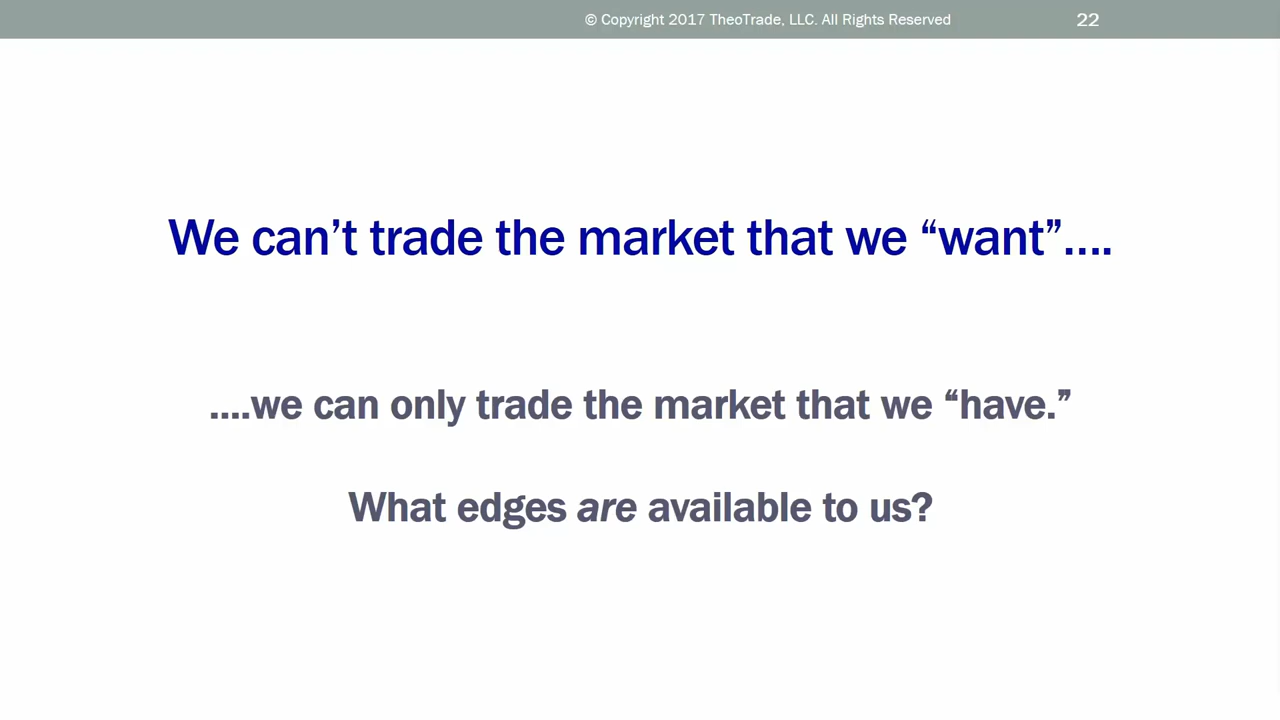 © Copyright 2017 TheoTrade, LLC. All Rights Reserved 22
We can’t trade the market that we “want”….
….we can only trade the market that we “have.”
What edges are available to us?